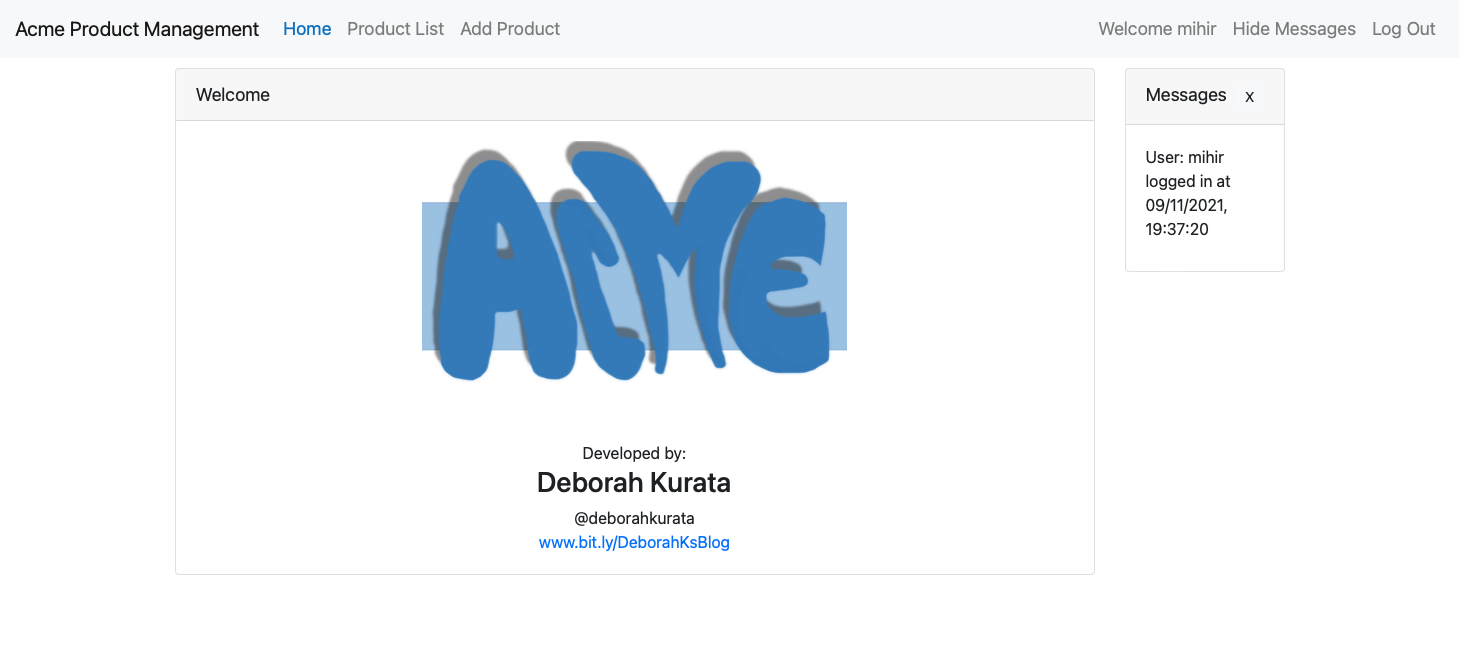 Acme Product Management Home Product List Add Product Welcome mihir Hide Messages Log Out
Welcome
ACME
Developed by:
Deborah Kurata
@deborahkurata
www.bit.ly/DeborahKsBlog
Messages x
User: mihir
logged in at
09/11/2021,
19:37:20